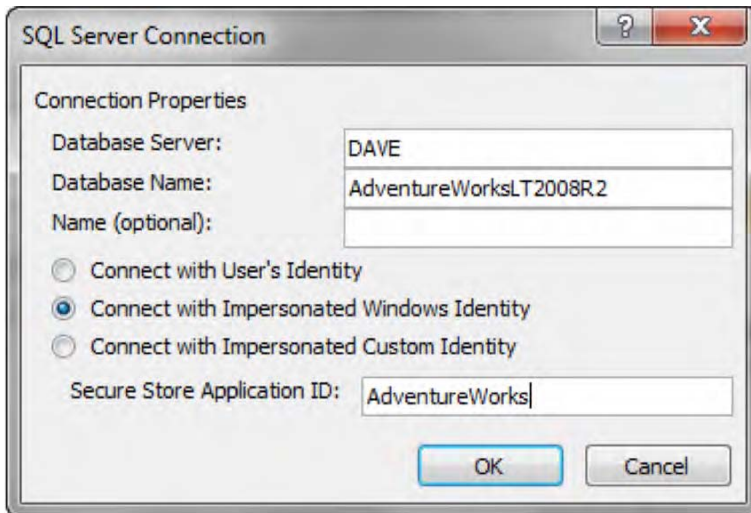 SQL Server Connection
?
Connection Properties
Database Server: DAVE
Database Name: AdventureWorksLT2008R2
Name (optional):
Connect with User's Identity
Connect with Impersonated Windows Identity
Connect with Impersonated Custom Identity
Secure Store Application ID: AdventureWorks
OK Cancel